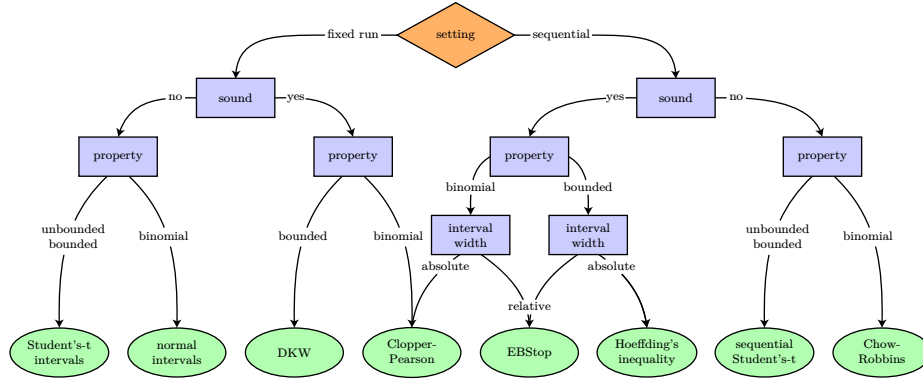 fixed run
setting
sequential
no
sound
yes
yes
sound
no
property
property
property
property
binomial
bounded
unbounded
bounded
binomial
bounded
binomial
interval
width
interval
width
unbounded
bounded
binomial
absolute
absolute
relative
Student's-t
intervals
normal
intervals
DKW
Clopper-
Pearson
EBStop
Hoeffding's
inequality
sequential
Student's-t
Chow-
Robbins